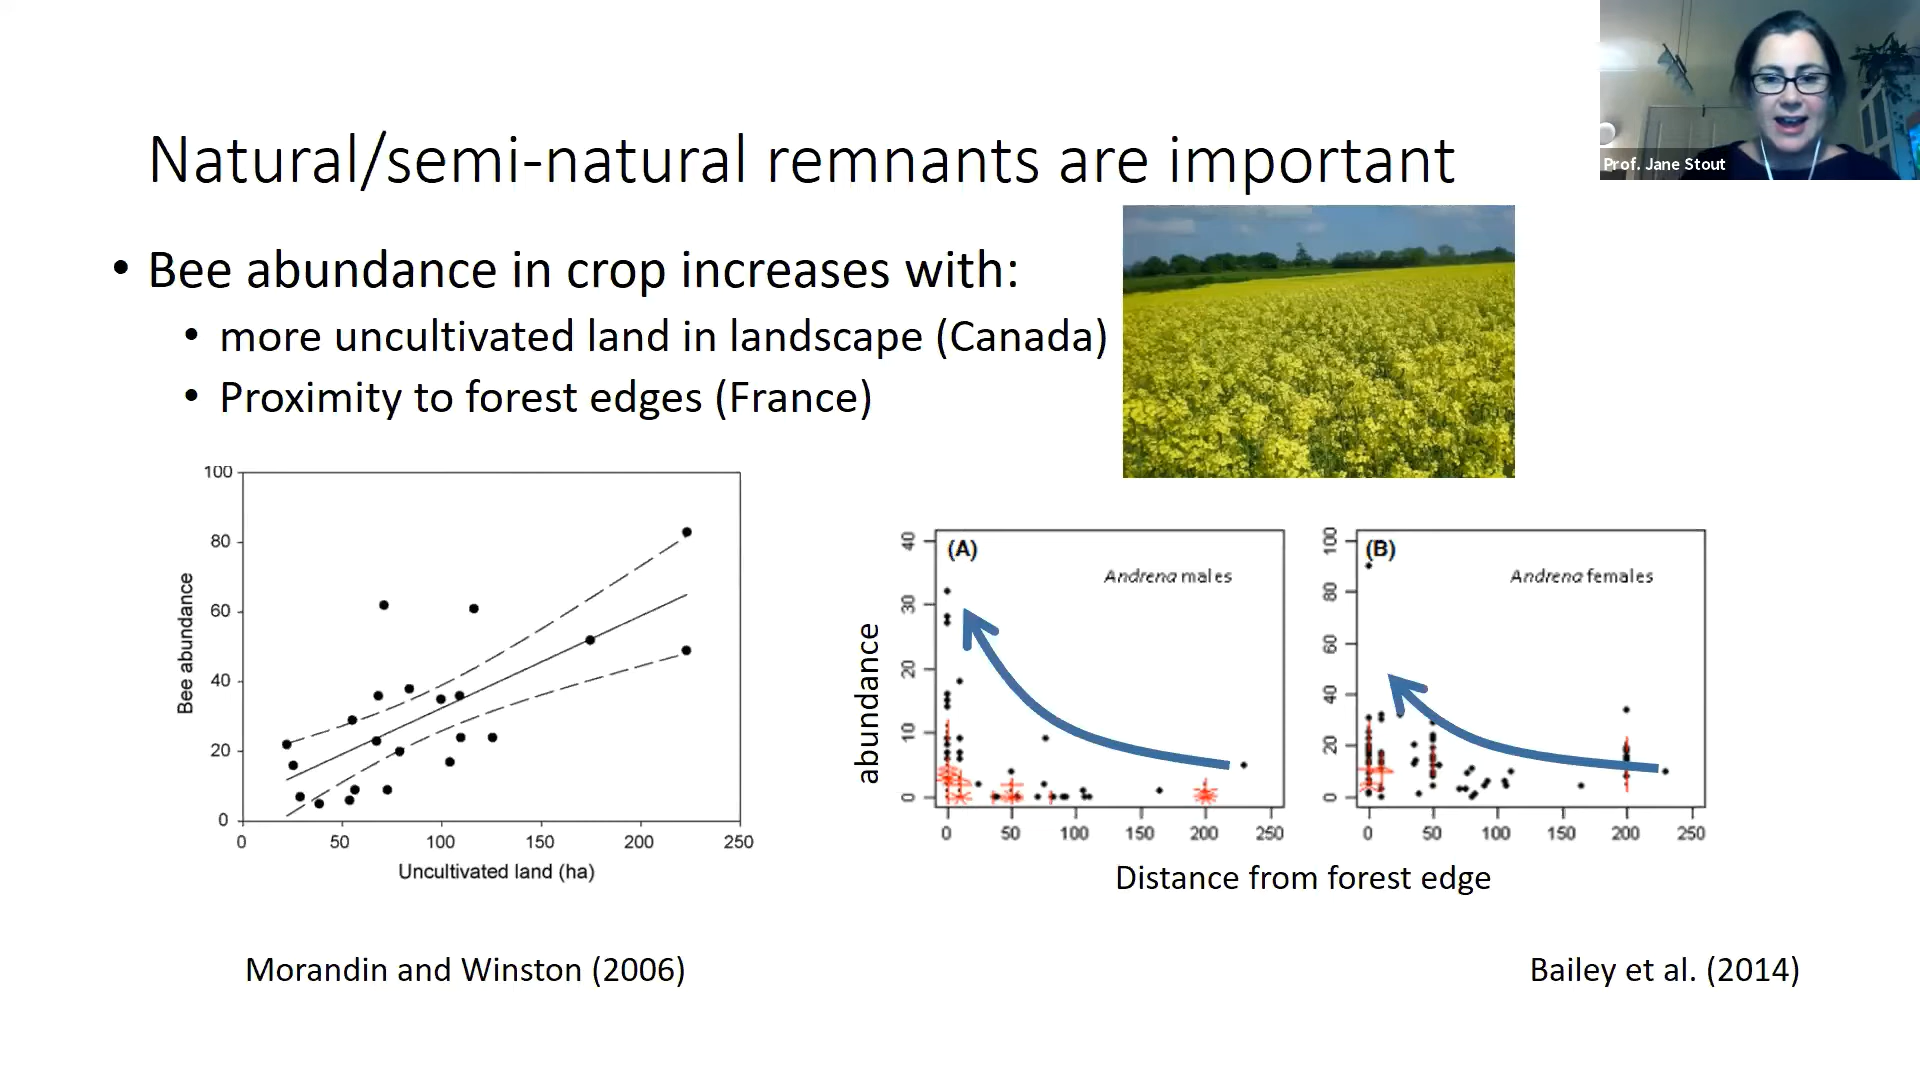 Prof. Jane Stout
Natural/semi-natural remnants are important
• Bee abundance in crop increases with:
• more uncultivated land in landscape (Canada)
• Proximity to forest edges (France)
100
80
60
40
20
0
Bee abundance
0 50 100 150 200 250
Uncultivated land (ha)
abundance
40
30
20
10
0
(A)
Andrena males
0 50 100 150 200 250
100
80
60
40
20
0
(B)
Andrena females
0 50 100 150 200 250
Distance from forest edge
Morandin and Winston (2006)
Bailey et al. (2014)